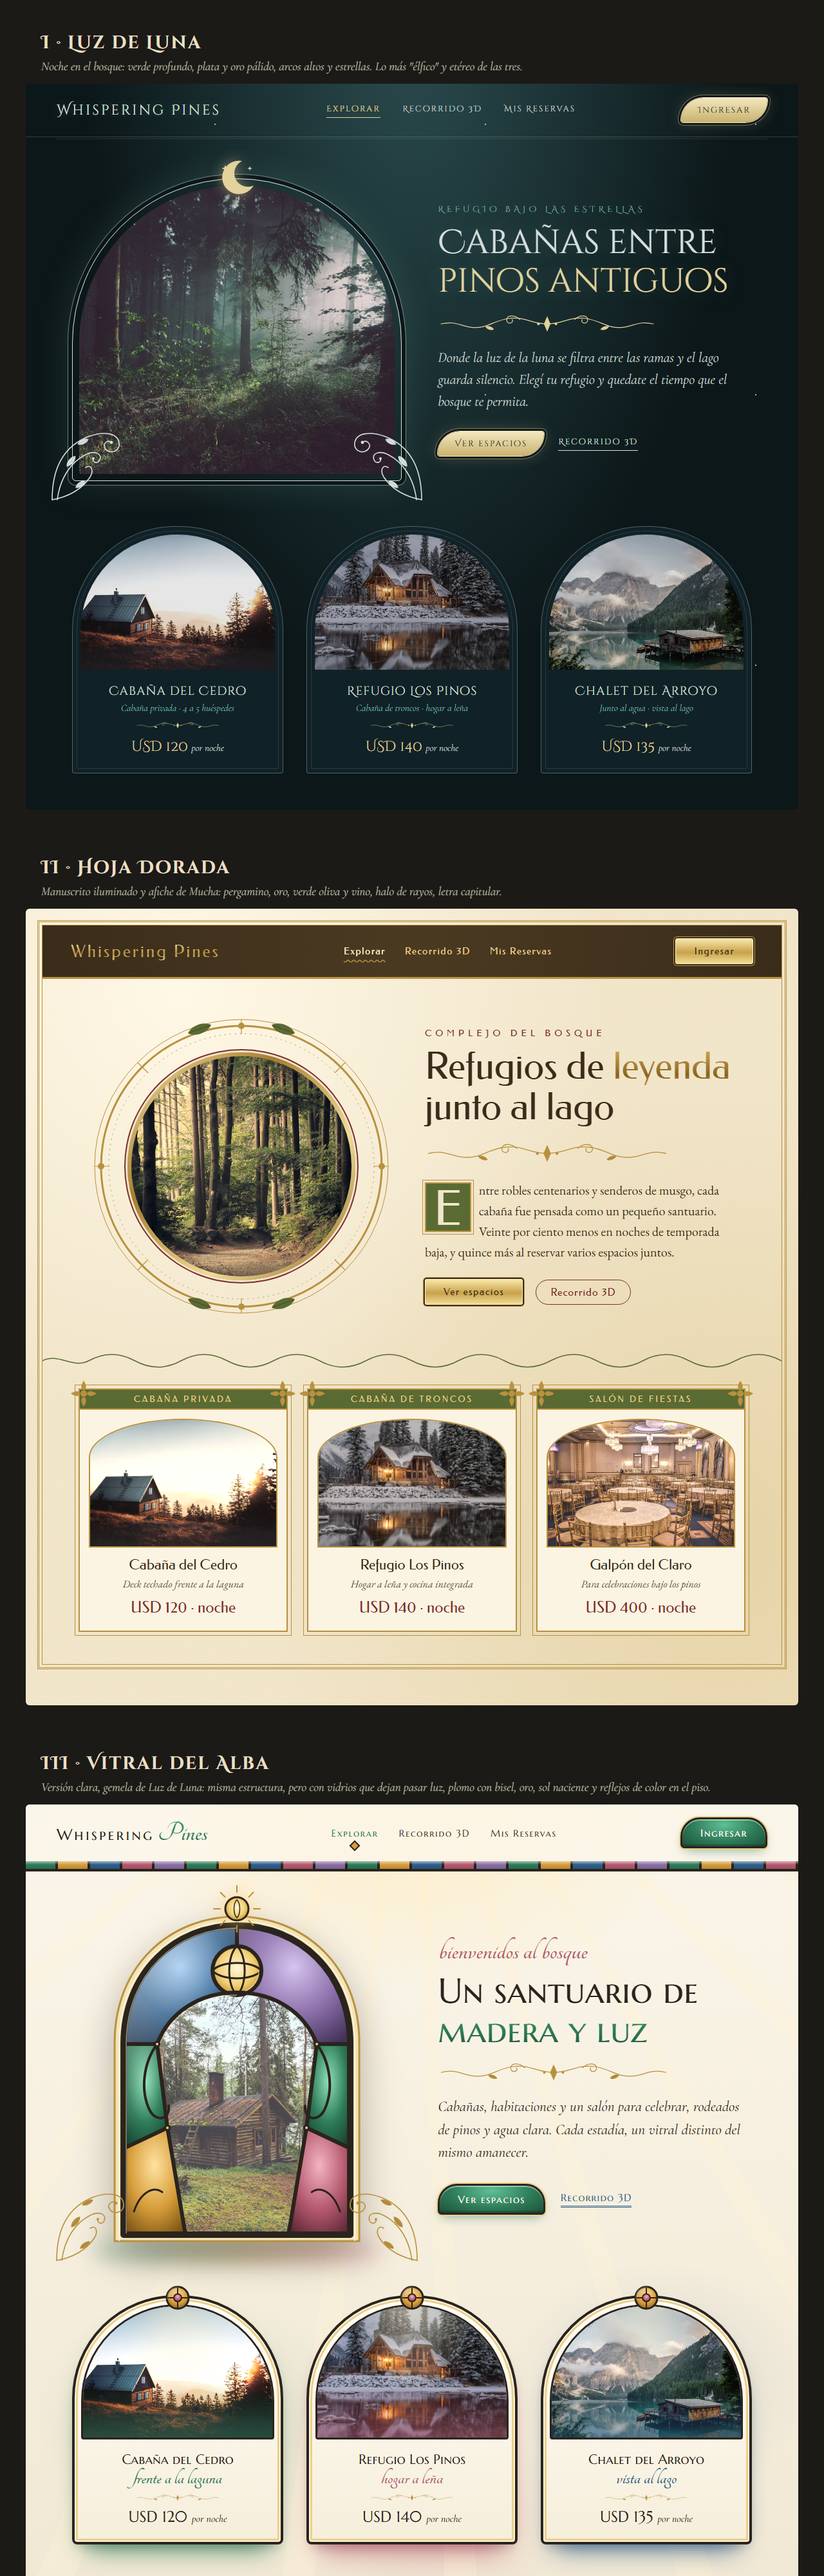 I · Luz de Luna
Noche en el bosque: verde profundo, plata y oro pálido, arcos altos y estrellas. Lo más "élfico" y etéreo de las tres.
Whispering Pines
Explorar
Recorrido 3D
Mis Reservas
Ingresar
Refugio bajo las estrellas
Cabañas entre
pinos antiguos
Donde la luz de la luna se filtra entre las ramas y el lago
guarda silencio. Elegí tu refugio y quedate el tiempo que el
bosque te permita.
Ver espacios
Recorrido 3D
Cabaña del Cedro
Cabaña privada · 4 a 5 huéspedes
USD 120 por noche
Refugio Los Pinos
Cabaña de troncos · hogar a leña
USD 140 por noche
Chalet del Arroyo
Junto al agua · vista al lago
USD 135 por noche
II · Hoja Dorada
Manuscrito iluminado y afiche de Mucha: pergamino, oro, verde oliva y vino, halo de rayos, letra capitular.
Whispering Pines
Explorar
Recorrido 3D
Mis Reservas
Ingresar
COMPLEJO DEL BOSQUE
Refugios de leyenda
junto al lago
Entre robles centenarios y senderos de musgo, cada
cabaña fue pensada como un pequeño santuario.
Veinte por ciento menos en noches de temporada
baja, y quince más al reservar varios espacios juntos.
Ver espacios
Recorrido 3D
CABAÑA PRIVADA
Cabaña del Cedro
Deck techado frente a la laguna
USD 120 · noche
CABAÑA DE TRONCOS
Refugio Los Pinos
Hogar a leña y cocina integrada
USD 140 · noche
SALÓN DE FIESTAS
Galpón del Claro
Para celebraciones bajo los pinos
USD 400 · noche
III · Vitral del Alba
Versión clara, gemela de Luz de Luna: misma estructura, pero con vidrios que dejan pasar luz, plomo con bisel, oro, sol naciente y reflejos de color en el piso.
Whispering Pines
Explorar
Recorrido 3D
Mis Reservas
Ingresar
bienvenidos al bosque
Un santuario de
madera y luz
Cabañas, habitaciones y un salón para celebrar, rodeados
de pinos y agua clara. Cada estadía, un vitral distinto del
mismo amanecer.
Ver espacios
Recorrido 3D
Cabaña del Cedro
frente a la laguna
USD 120 por noche
Refugio Los Pinos
hogar a leña
USD 140 por noche
Chalet del Arroyo
vista al lago
USD 135 por noche